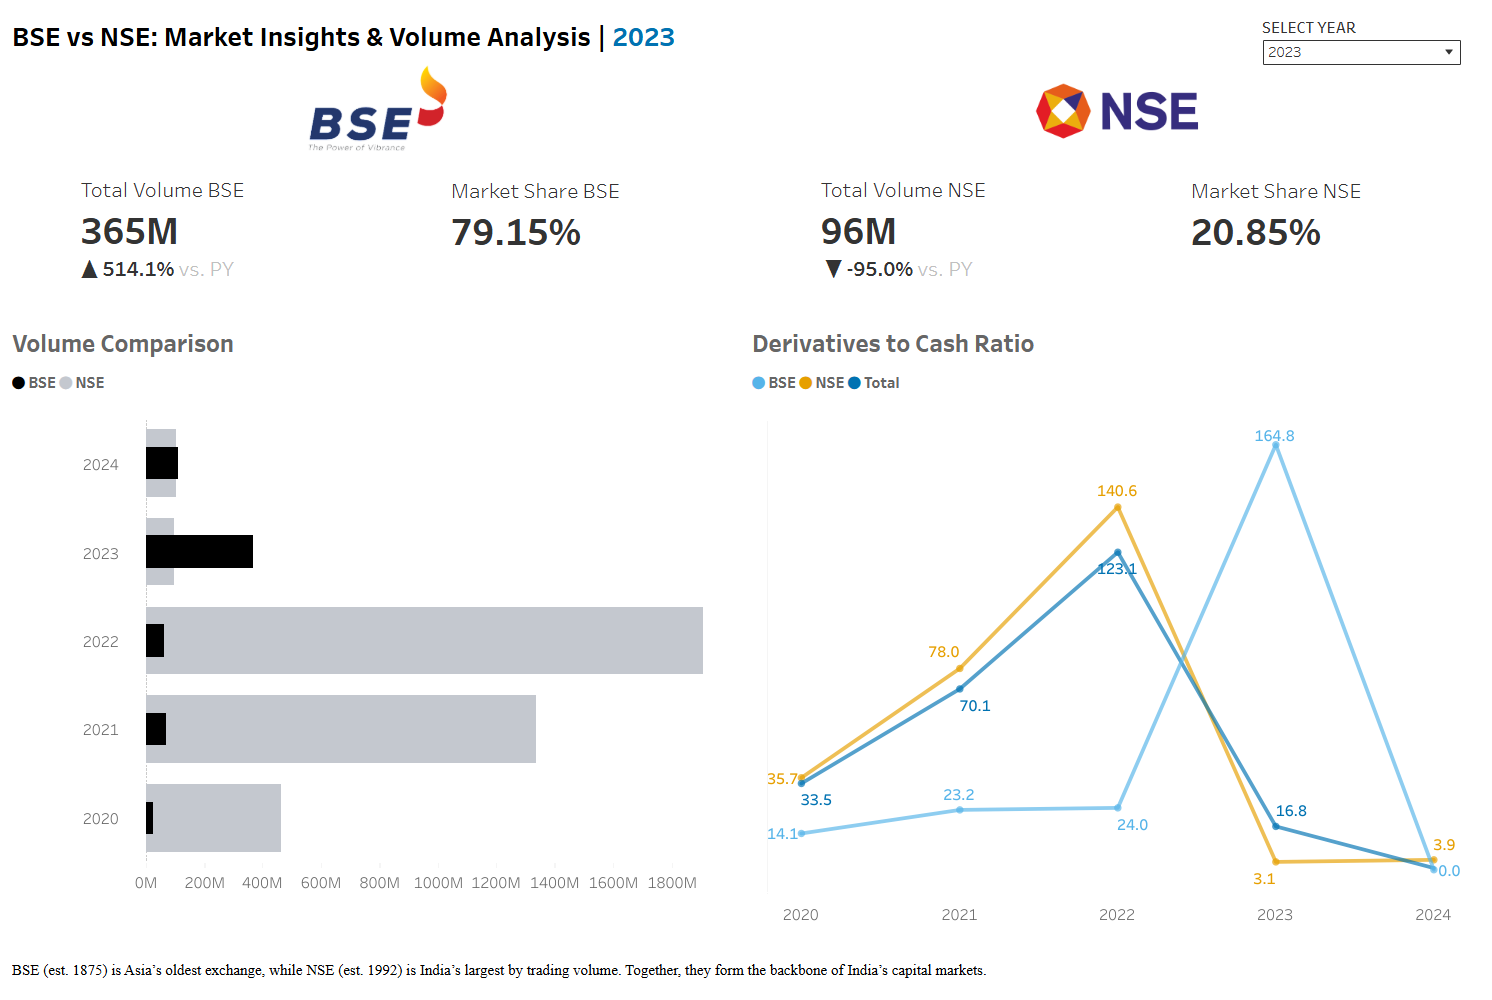 BSE vs NSE: Market Insights & Volume Analysis | 2023
SELECT YEAR
2023
BSE
The Power of Vibrance
NSE
Total Volume BSE
365M
▲ 514.1% vs. PY
Market Share BSE
79.15%
Total Volume NSE
96M
▼ -95.0% vs. PY
Market Share NSE
20.85%
Volume Comparison
BSE NSE
2024
2023
2022
2021
2020
0M 200M 400M 600M 800M 1000M 1200M 1400M 1600M 1800M
Derivatives to Cash Ratio
BSE NSE Total
164.8
140.6
123.1
78.0
70.1
35.7
33.5
23.2
16.8
14.1
24.0
3.9
3.1
0.0
2020 2021 2022 2023 2024
BSE (est. 1875) is Asia’s oldest exchange, while NSE (est. 1992) is India’s largest by trading volume. Together, they form the backbone of India’s capital markets.